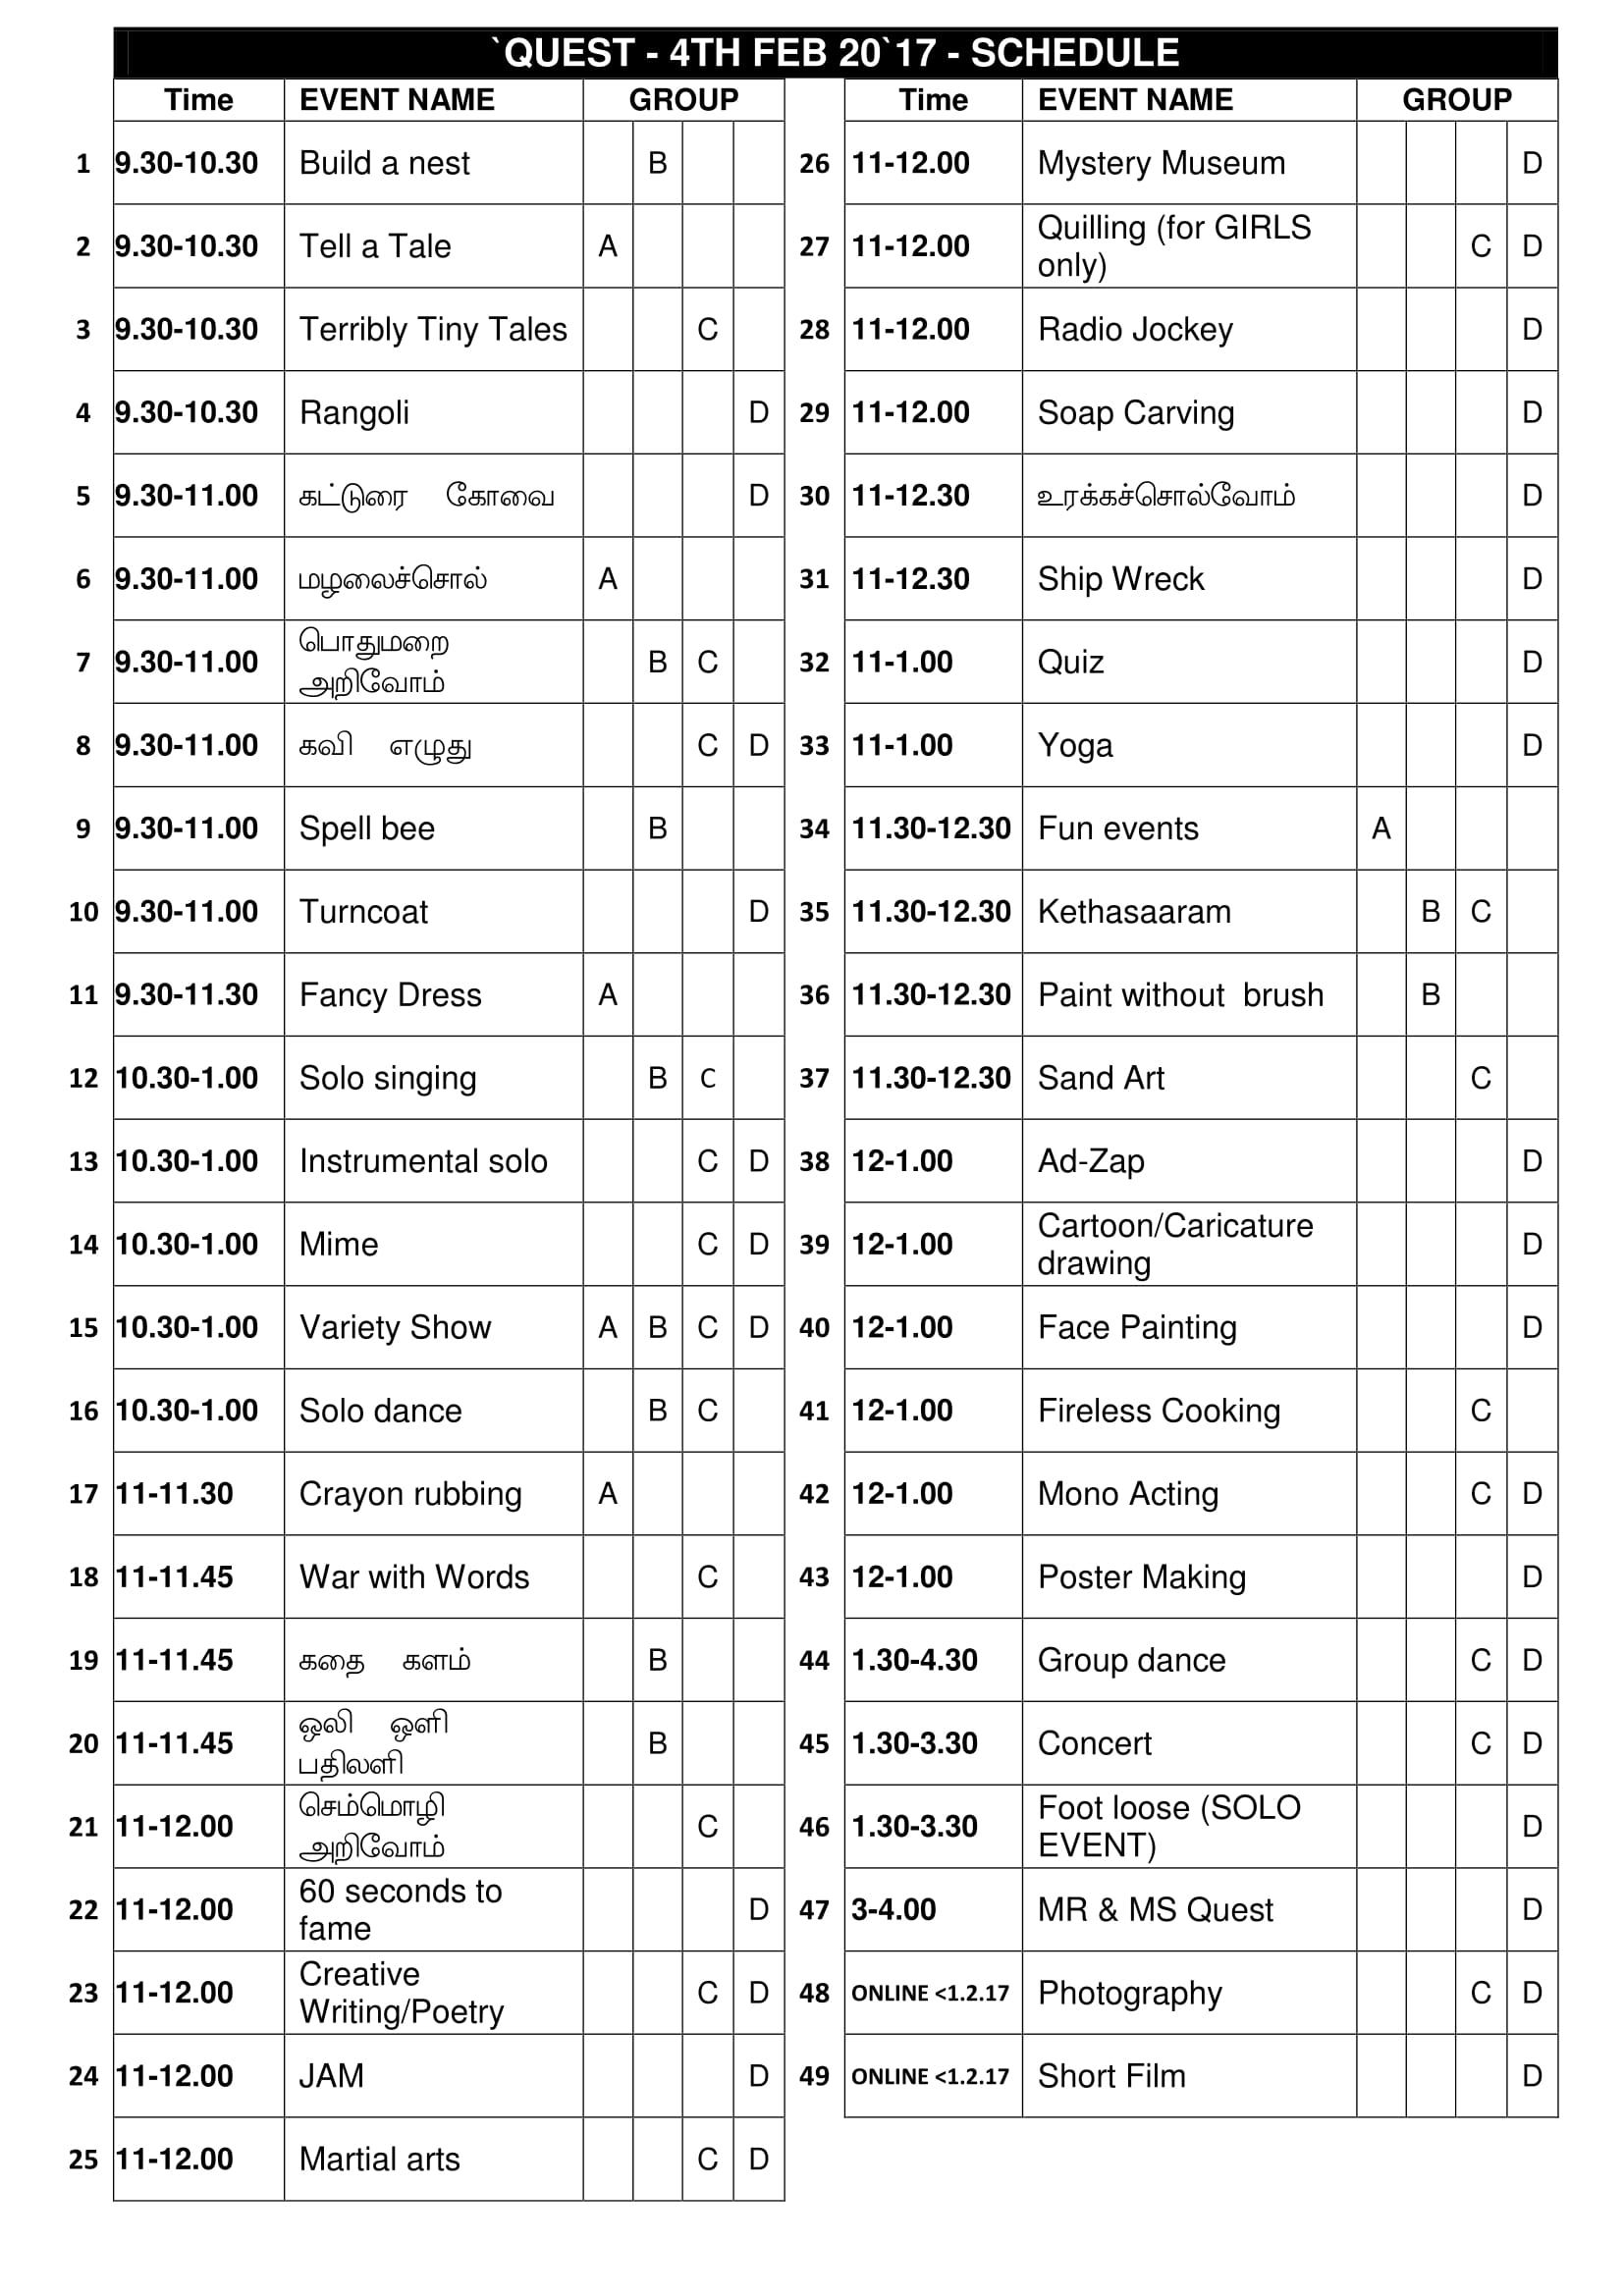 `QUEST - 4TH FEB 20`17 - SCHEDULE
Time EVENT NAME GROUP
1 9.30-10.30 Build a nest B
2 9.30-10.30 Tell a Tale A
3 9.30-10.30 Terribly Tiny Tales C
4 9.30-10.30 Rangoli D
5 9.30-11.00 கட்டுரை கோவை D
6 9.30-11.00 மழலைச்சொல் A
7 9.30-11.00 பொதுமறை
அறிவோம் B C
8 9.30-11.00 கவி எழுது C D
9 9.30-11.00 Spell bee B
10 9.30-11.00 Turncoat D
11 9.30-11.30 Fancy Dress A
12 10.30-1.00 Solo singing B C
13 10.30-1.00 Instrumental solo C D
14 10.30-1.00 Mime C D
15 10.30-1.00 Variety Show A B C D
16 10.30-1.00 Solo dance B C
17 11-11.30 Crayon rubbing A
18 11-11.45 War with Words C
19 11-11.45 கதை களம் B
20 11-11.45 ஒலி ஒளி
பதிலளி B
21 11-12.00 செம்மொழி
அறிவோம் C
22 11-12.00 60 seconds to
fame D
23 11-12.00 Creative
Writing/Poetry C D
24 11-12.00 JAM D
25 11-12.00 Martial arts C D
Time EVENT NAME GROUP
26 11-12.00 Mystery Museum D
27 11-12.00 Quilling (for GIRLS
only) C D
28 11-12.00 Radio Jockey D
29 11-12.00 Soap Carving D
30 11-12.30 உரக்கச்சொல்வோம் D
31 11-12.30 Ship Wreck D
32 11-1.00 Quiz D
33 11-1.00 Yoga D
34 11.30-12.30 Fun events A
35 11.30-12.30 Kethasaaram B C
36 11.30-12.30 Paint without brush B
37 11.30-12.30 Sand Art C
38 12-1.00 Ad-Zap D
39 12-1.00 Cartoon/Caricature
drawing D
40 12-1.00 Face Painting D
41 12-1.00 Fireless Cooking C
42 12-1.00 Mono Acting C D
43 12-1.00 Poster Making D
44 1.30-4.30 Group dance C D
45 1.30-3.30 Concert C D
46 1.30-3.30 Foot loose (SOLO
EVENT) D
47 3-4.00 MR & MS Quest D
48 ONLINE <1.2.17 Photography C D
49 ONLINE <1.2.17 Short Film D